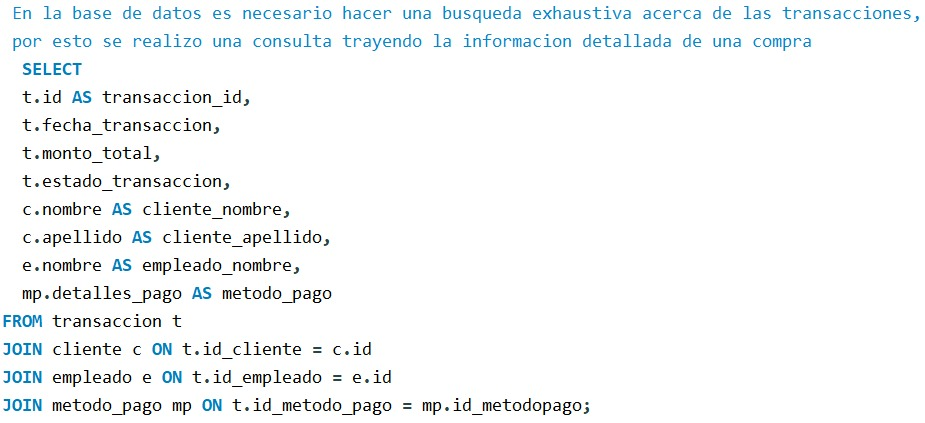 En la base de datos es necesario hacer una busqueda exhaustiva acerca de las transacciones,
por esto se realizo una consulta trayendo la informacion detallada de una compra
SELECT
t.id AS transaccion_id,
t.fecha_transaccion,
t.monto_total,
t.estado_transaccion,
c.nombre AS cliente_nombre,
c.apellido AS cliente_apellido,
e.nombre AS empleado_nombre,
mp.detalles_pago AS metodo_pago
FROM transaccion t
JOIN cliente c ON t.id_cliente = c.id
JOIN empleado e ON t.id_empleado = e.id
JOIN metodo_pago mp ON t.id_metodo_pago = mp.id_metodopago;